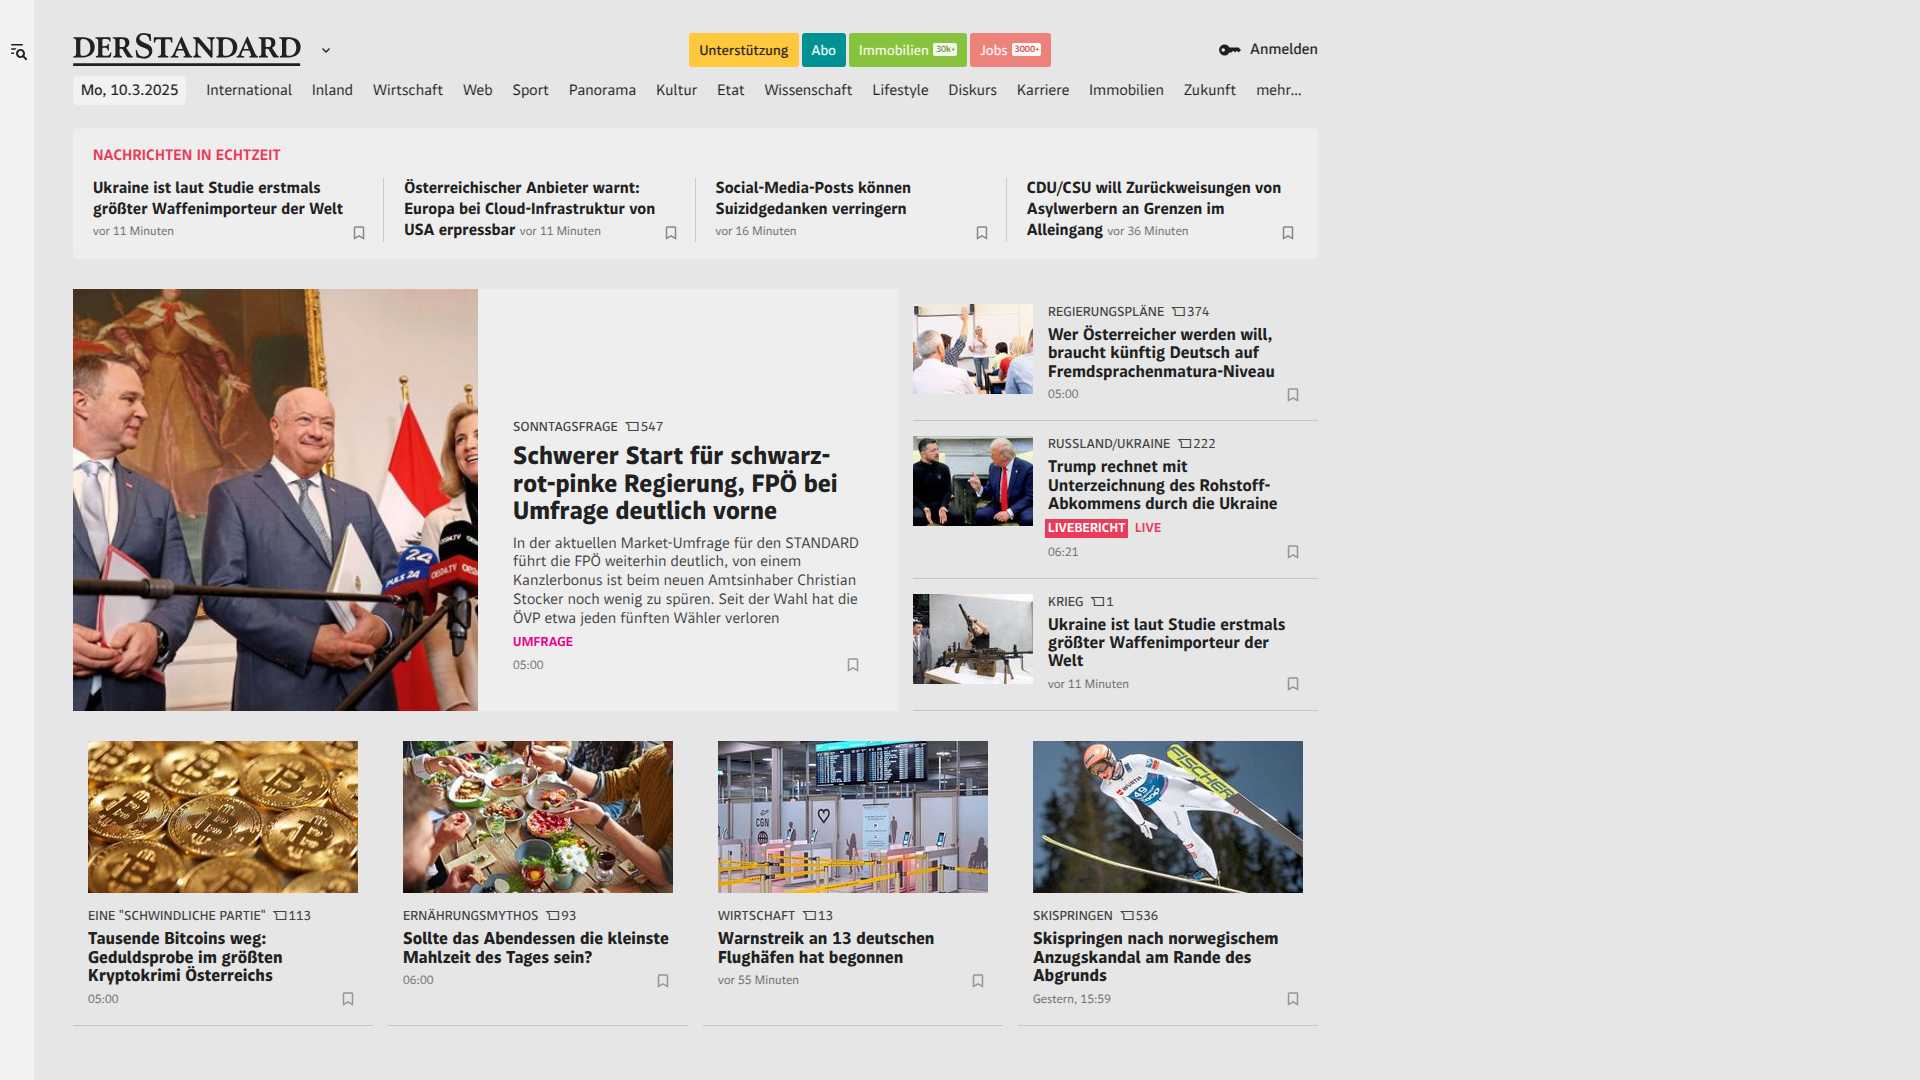 DERSTANDARD
Unterstützung
Abo
Immobilien 30k+
Jobs 3000+
Anmelden
Mo, 10.3.2025 International Inland Wirtschaft Web Sport Panorama Kultur Etat Wissenschaft Lifestyle Diskurs Karriere Immobilien Zukunft mehr...
NACHRICHTEN IN ECHTZEIT
Ukraine ist laut Studie erstmals
größter Waffenimporteur der Welt
vor 11 Minuten
Österreichischer Anbieter warnt:
Europa bei Cloud-Infrastruktur von
USA erpressbar vor 11 Minuten
Social-Media-Posts können
Suizidgedanken verringern
vor 16 Minuten
CDU/CSU will Zurückweisungen von
Asylwerbern an Grenzen im
Alleingang vor 36 Minuten
PULS 24
24
oe24.TV
oe24.TV
SONNTAGSFRAGE 547
Schwerer Start für schwarz-
rot-pinke Regierung, FPÖ bei
Umfrage deutlich vorne
In der aktuellen Market-Umfrage für den STANDARD
führt die FPÖ weiterhin deutlich, von einem
Kanzlerbonus ist beim neuen Amtsinhaber Christian
Stocker noch wenig zu spüren. Seit der Wahl hat die
ÖVP etwa jeden fünften Wähler verloren
UMFRAGE
05:00
REGIERUNGSPLÄNE 374
Wer Österreicher werden will,
braucht künftig Deutsch auf
Fremdsprachenmatura-Niveau
05:00
RUSSLAND/UKRAINE 222
Trump rechnet mit
Unterzeichnung des Rohstoff-
Abkommens durch die Ukraine
LIVEBERICHT LIVE
06:21
KRIEG 1
Ukraine ist laut Studie erstmals
größter Waffenimporteur der
Welt
vor 11 Minuten
EINE "SCHWINDLICHE PARTIE" 113
Tausende Bitcoins weg:
Geduldsprobe im größten
Kryptokrimi Österreichs
05:00
ERNÄHRUNGSMYTHOS 93
Sollte das Abendessen die kleinste
Mahlzeit des Tages sein?
06:00
CGN
WIRTSCHAFT 13
Warnstreik an 13 deutschen
Flughäfen hat begonnen
vor 55 Minuten
FISCHER
WÜRTH
49
SKISPRINGEN 536
Skispringen nach norwegischem
Anzugskandal am Rande des
Abgrunds
Gestern, 15:59